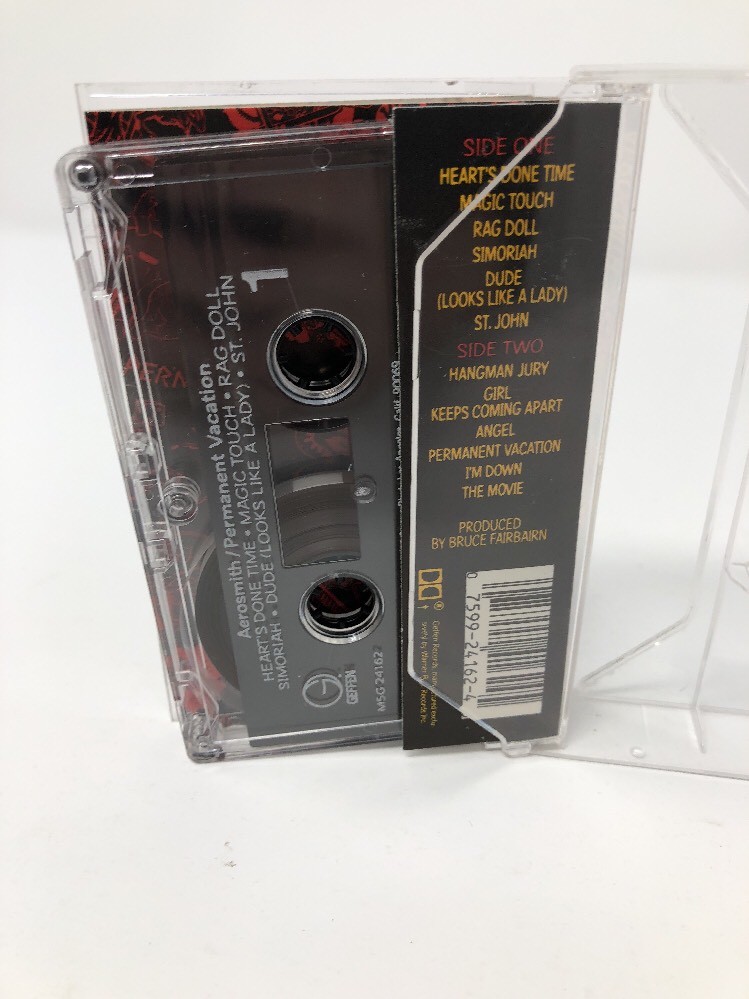 1
Aerosmith/Permanent Vacation
HEART'S DONE TIME • MAGIC TOUCH • RAG DOLL
SIMORIAH • DUDE (LOOKS LIKE A LADY) • ST. JOHN
GEFFEN
M5G 24162
Calif. 90069
SIDE ONE
HEART'S DONE TIME
MAGIC TOUCH
RAG DOLL
SIMORIAH
DUDE
(LOOKS LIKE A LADY)
ST. JOHN
SIDE TWO
HANGMAN JURY
GIRL
KEEPS COMING APART
ANGEL
PERMANENT VACATION
I'M DOWN
THE MOVIE
PRODUCED
BY BRUCE FAIRBAIRN
0 7599-24162-4